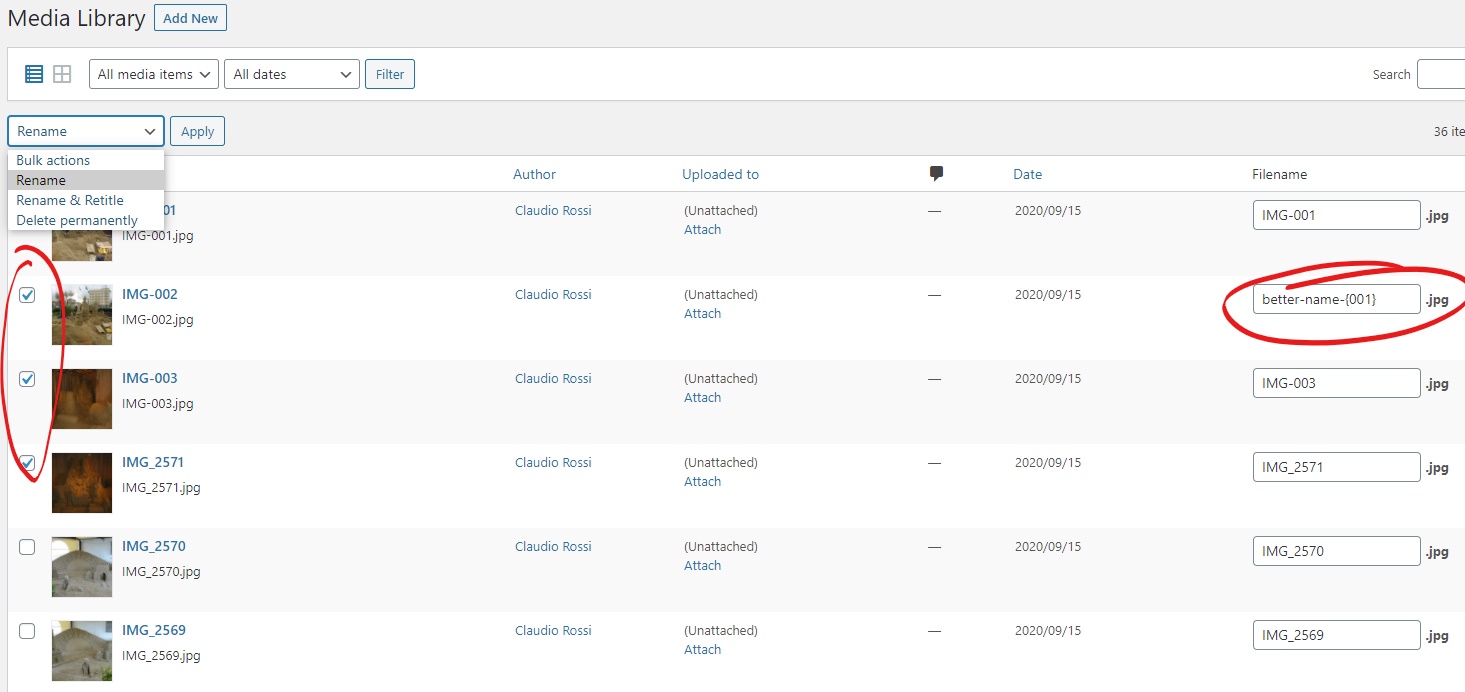 Media Library Add New
All media items All dates Filter Search
Rename Apply 36 ite
Bulk actions
Rename
Rename & Retitle
Delete permanently
Author Uploaded to Date Filename
01 Claudio Rossi (Unattached) — 2020/09/15 IMG-001 .jpg
IMG-001.jpg Attach
IMG-002 Claudio Rossi (Unattached) — 2020/09/15 better-name-{001} .jpg
IMG-002.jpg Attach
IMG-003 Claudio Rossi (Unattached) — 2020/09/15 IMG-003 .jpg
IMG-003.jpg Attach
IMG_2571 Claudio Rossi (Unattached) — 2020/09/15 IMG_2571 .jpg
IMG_2571.jpg Attach
IMG_2570 Claudio Rossi (Unattached) — 2020/09/15 IMG_2570 .jpg
IMG_2570.jpg Attach
IMG_2569 Claudio Rossi (Unattached) — 2020/09/15 IMG_2569 .jpg
IMG_2569.jpg Attach